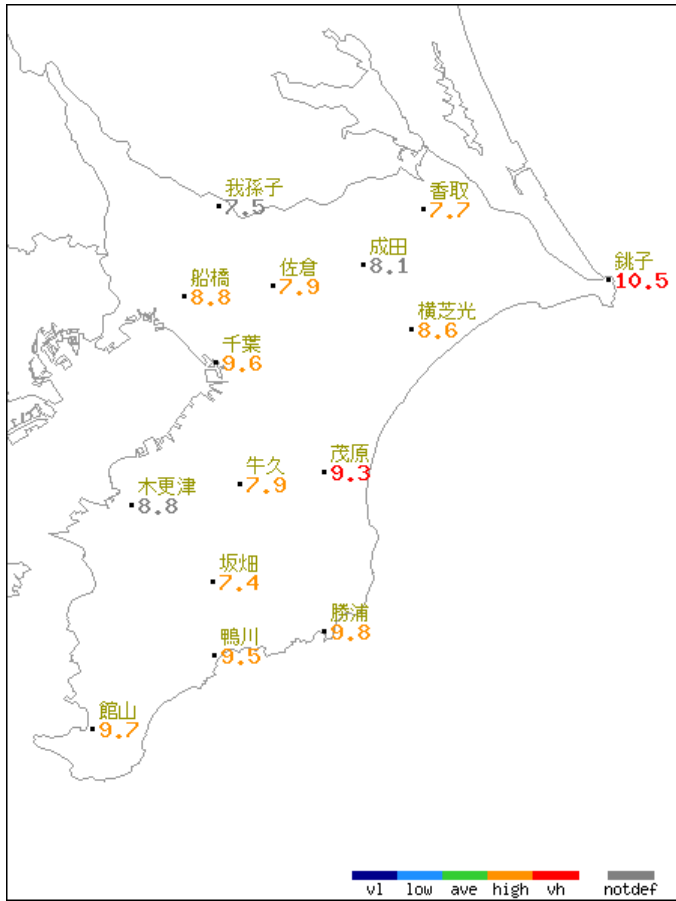 我孫子
7.5
香取
7.7
成田
8.1
銚子
10.5
船橋
8.8
佐倉
7.9
横芝光
8.6
千葉
9.6
茂原
9.3
牛久
7.9
木更津
8.8
坂畑
7.4
勝浦
9.8
鴨川
9.5
館山
9.7
vl low ave high vh notdef